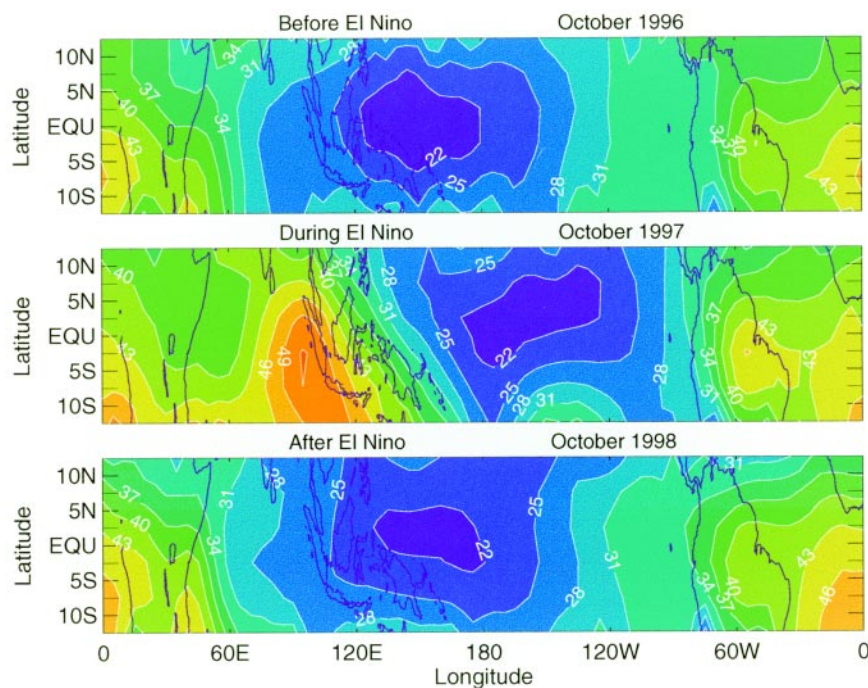 Before El Nino October 1996
10N
5N
EQU
5S
10S
Latitude
34 28
31
37
40
34
43
22
25
31
28
34
37
40
43
During El Nino October 1997
10N
5N
EQU
5S
10S
Latitude
40
28
25
31
37
43
25
43
22
34
43
46
49
28
40
25
28
31
After El Nino October 1998
10N
5N
EQU
5S
10S
Latitude
31
37
31
28
25
25
40
43
22
31
43
34
40
37
46
28
28
0 60E 120E 180 120W 60W 0
Longitude